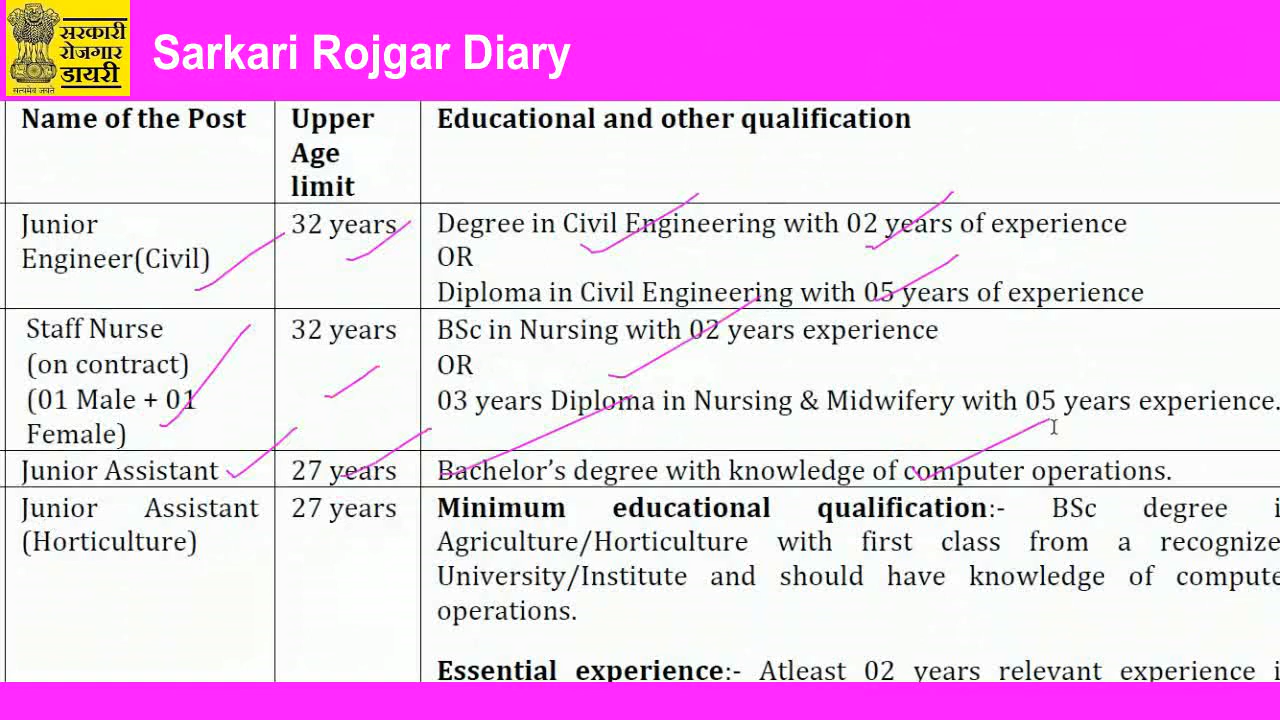 सरकारी
रोजगार
डायरी
सत्यमेव जयते
Sarkari Rojgar Diary
Name of the Post
Upper
Age
limit
Educational and other qualification
Junior
Engineer(Civil)
32 years
Degree in Civil Engineering with 02 years of experience
OR
Diploma in Civil Engineering with 05 years of experience
Staff Nurse
(on contract)
(01 Male + 01
Female)
32 years
BSc in Nursing with 02 years experience
OR
03 years Diploma in Nursing & Midwifery with 05 years experience.
Junior Assistant
27 years
Bachelor's degree with knowledge of computer operations.
Junior Assistant
(Horticulture)
27 years
Minimum educational qualification:- BSc degree i
Agriculture/Horticulture with first class from a recognize
University/Institute and should have knowledge of compute
operations.
Essential experience:- Atleast 02 years relevant experience i